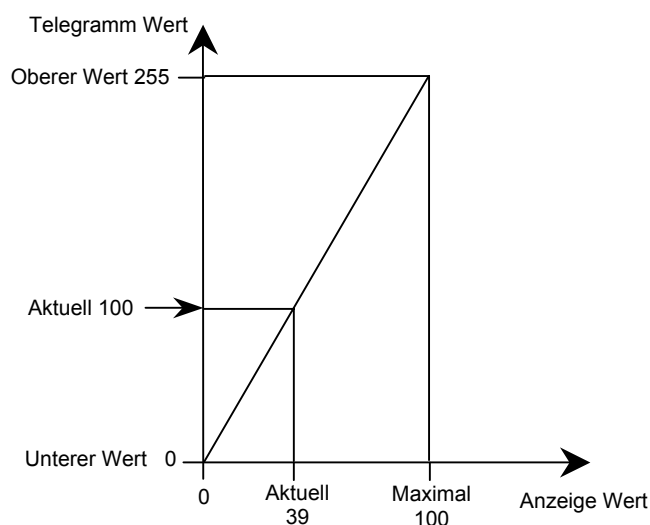 Telegramm Wert
Oberer Wert 255
Aktuell 100
Unterer Wert 0
0
Aktuell
39
Maximal
100
Anzeige Wert